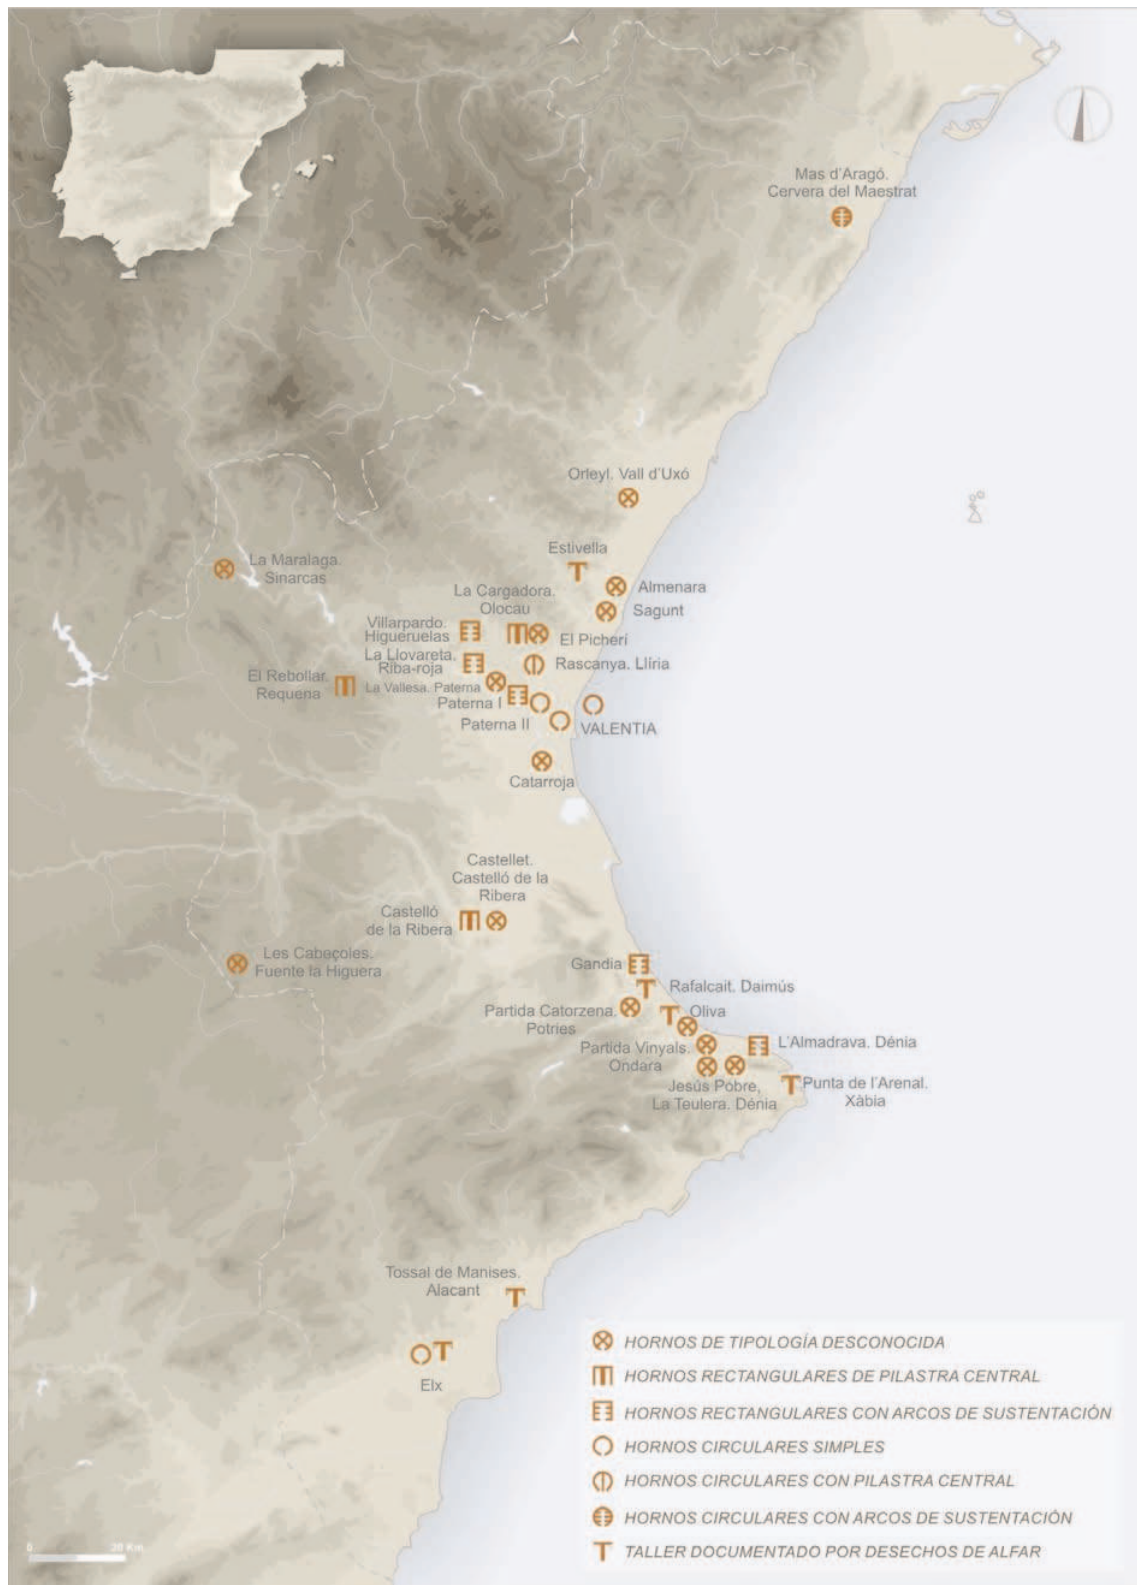 Mas d'Aragó.
Cervera del Maestrat
Orleyl. Vall d'Uxó
Estivella
La Maralaga.
Sinarcas
Almenara
La Cargadora.
Olocau
Sagunt
Villarpardo.
Higueruelas
El Picherí
La Llovareta.
Riba-roja
Rascanya. Llíria
El Rebollar.
Requena
La Vallesa. Paterna
Paterna I
Paterna II
VALENTIA
Catarroja
Castellet.
Castelló de la
Ribera
Castelló
de la Ribera
Les Cabeçoles.
Fuente la Higuera
Gandia
Rafalcait. Daimús
Partida Catorzena.
Potries
Oliva
Partida Vinyals.
Ondara
L'Almadrava. Dénia
Jesús Pobre,
La Teulera. Dénia
Punta de l'Arenal.
Xàbia
Tossal de Manises.
Alacant
Elx
HORNOS DE TIPOLOGÍA DESCONOCIDA
HORNOS RECTANGULARES DE PILASTRA CENTRAL
HORNOS RECTANGULARES CON ARCOS DE SUSTENTACIÓN
HORNOS CIRCULARES SIMPLES
HORNOS CIRCULARES CON PILASTRA CENTRAL
HORNOS CIRCULARES CON ARCOS DE SUSTENTACIÓN
TALLER DOCUMENTADO POR DESECHOS DE ALFAR
0 20 Km